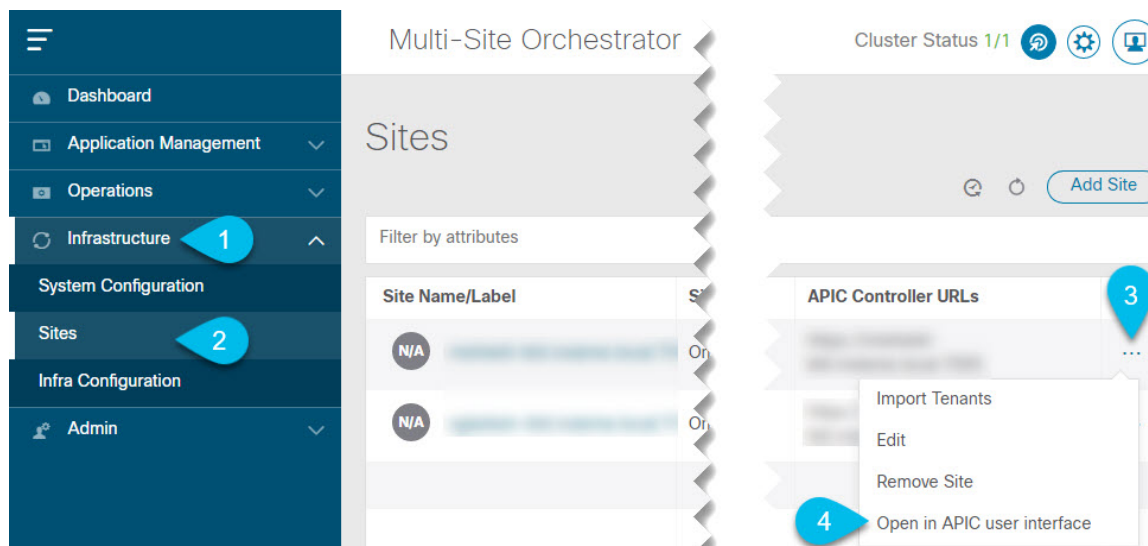 Multi-Site Orchestrator
Cluster Status 1/1
Dashboard
Application Management
Operations
Infrastructure
1
System Configuration
Sites
2
Infra Configuration
Admin
Sites
Add Site
Filter by attributes
Site Name/Label
APIC Controller URLs
3
N/A
...
N/A
Import Tenants
Edit
Remove Site
4
Open in APIC user interface